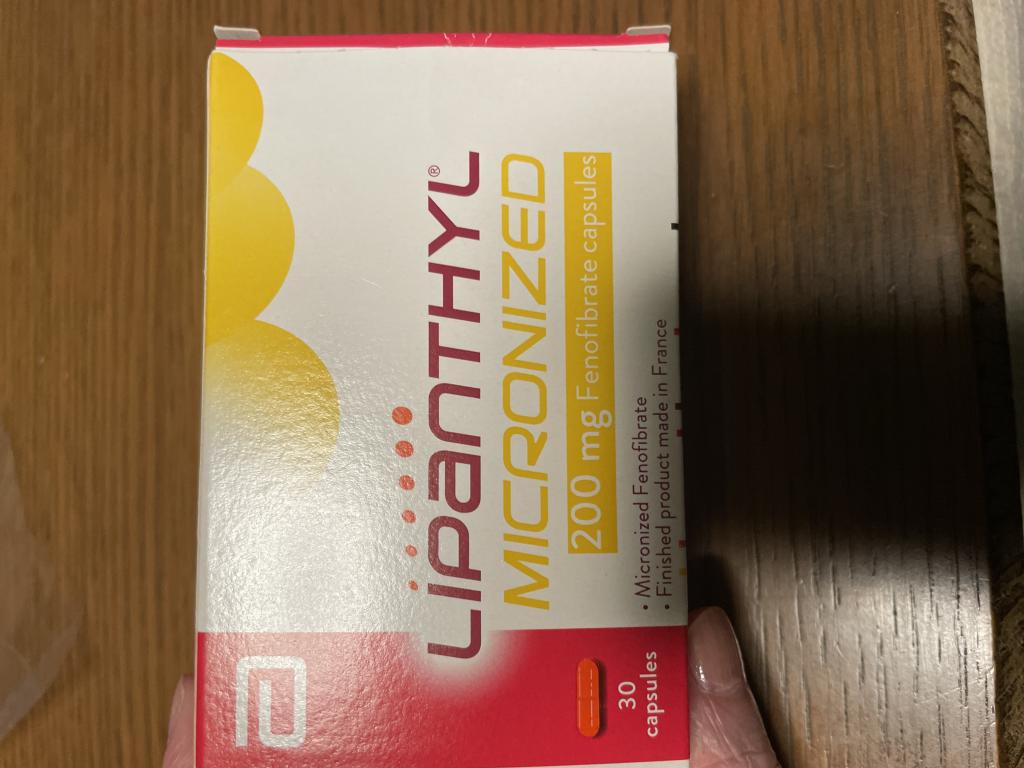 LIPANTHYL®
MICRONIZED
200 mg Fenofibrate capsules
• Micronized Fenofibrate
• Finished product made in France
30
capsules